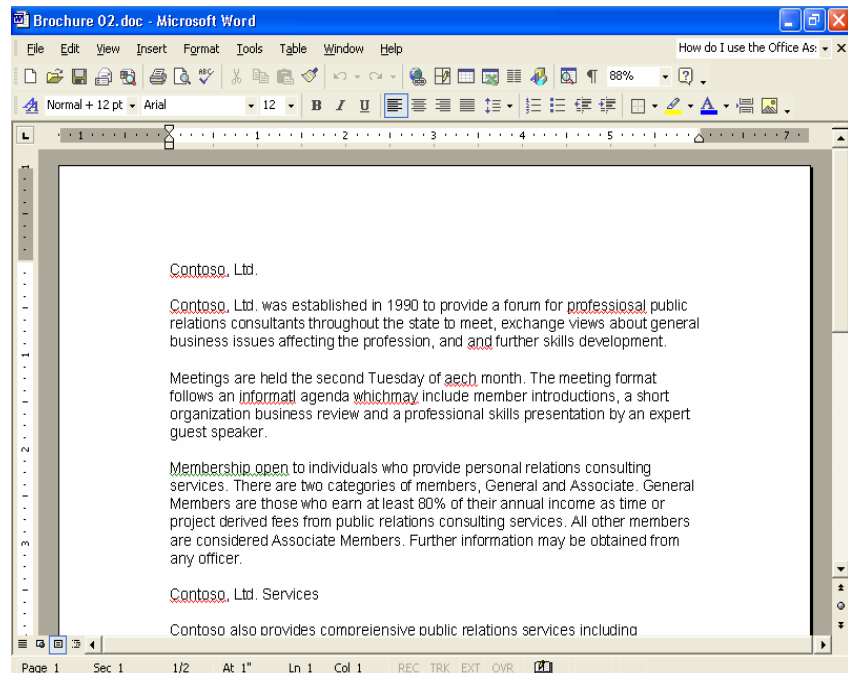 Brochure 02.doc - Microsoft Word
File Edit View Insert Format Tools Table Window Help How do I use the Office As:
88%
Normal + 12 pt Arial 12 B I U A
1 1 2 3 4 5 7
Contoso, Ltd.
Contoso, Ltd. was established in 1990 to provide a forum for professiosal public
relations consultants throughout the state to meet, exchange views about general
business issues affecting the profession, and and further skills development.
Meetings are held the second Tuesday of aech month. The meeting format
follows an informatl agenda whichmay include member introductions, a short
organization business review and a professional skills presentation by an expert
guest speaker.
Membership open to individuals who provide personal relations consulting
services. There are two categories of members, General and Associate. General
Members are those who earn at least 80% of their annual income as time or
project derived fees from public relations consulting services. All other members
are considered Associate Members. Further information may be obtained from
any officer.
Contoso, Ltd. Services
Contoso also provides compreiensive public relations services including
Page 1 Sec 1 1/2 At 1" Ln 1 Col 1 REC TRK EXT OVR